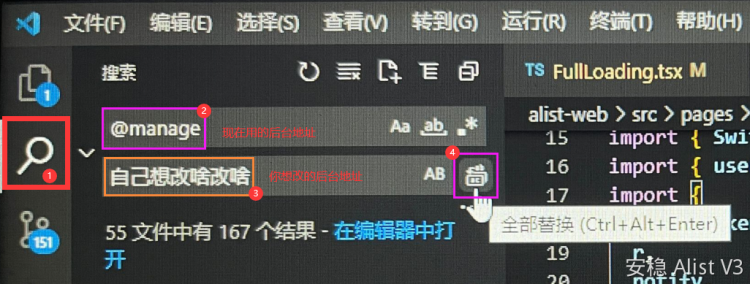 文件(F) 编辑(E) 选择(S) 查看(V) 转到(G) 运行(R) 终端(T) 帮助(H)
搜索
TS FullLoading.tsx M
1
alist-web > src > pages
@manage
2
现在用的后台地址
Aa ab .*
1
自己想改啥改啥
3
你想改的后台地址
AB
4
全部替换 (Ctrl+Alt+Enter)
55 文件中有 167 个结果 - 在编辑器中打
开
151
15 import { Swit
16 import { use
17 import {
19 r,
20 notify
安稳 Alist V3